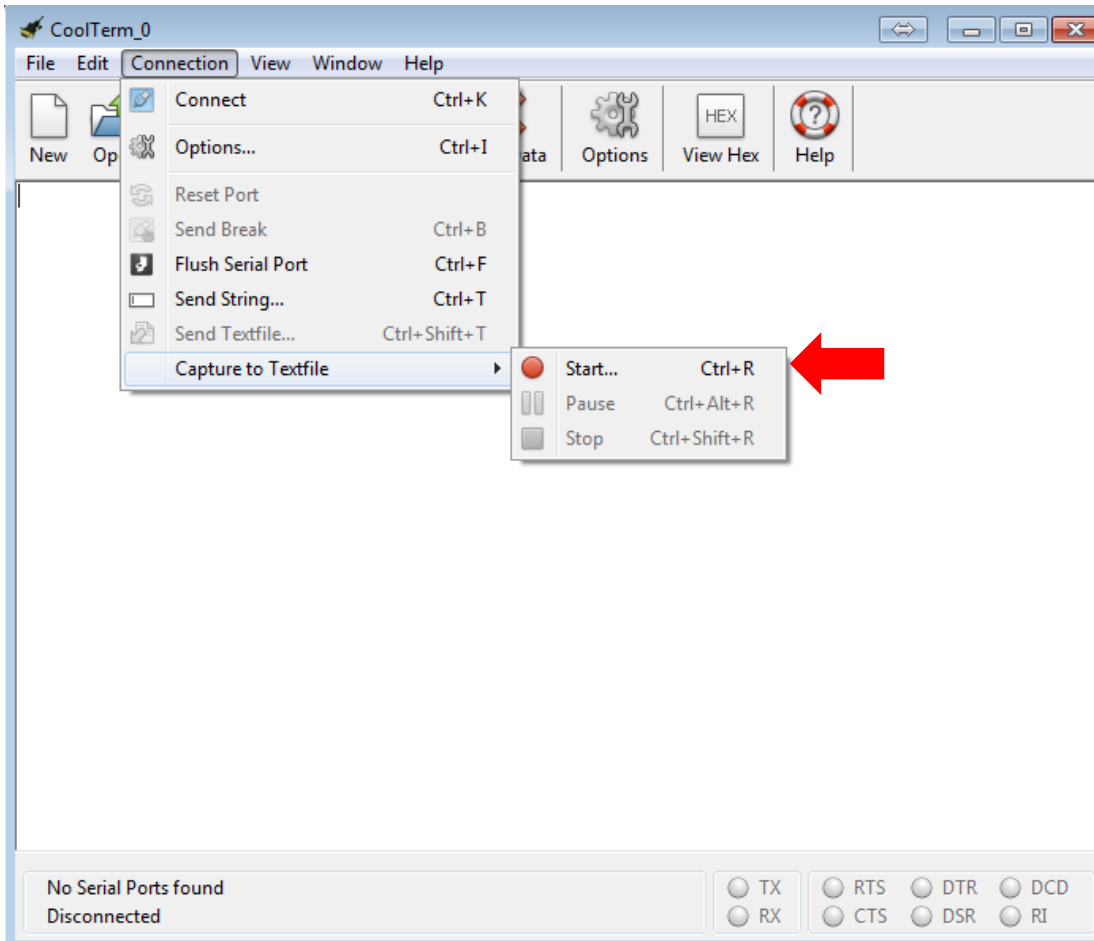 CoolTerm_0
File Edit Connection View Window Help
New Op ata Options View Hex Help
HEX
Connect Ctrl+K
Options... Ctrl+I
Reset Port
Send Break Ctrl+B
Flush Serial Port Ctrl+F
Send String... Ctrl+T
Send Textfile... Ctrl+Shift+T
Capture to Textfile
Start... Ctrl+R
Pause Ctrl+Alt+R
Stop Ctrl+Shift+R
No Serial Ports found TX RTS DTR DCD
Disconnected RX CTS DSR RI